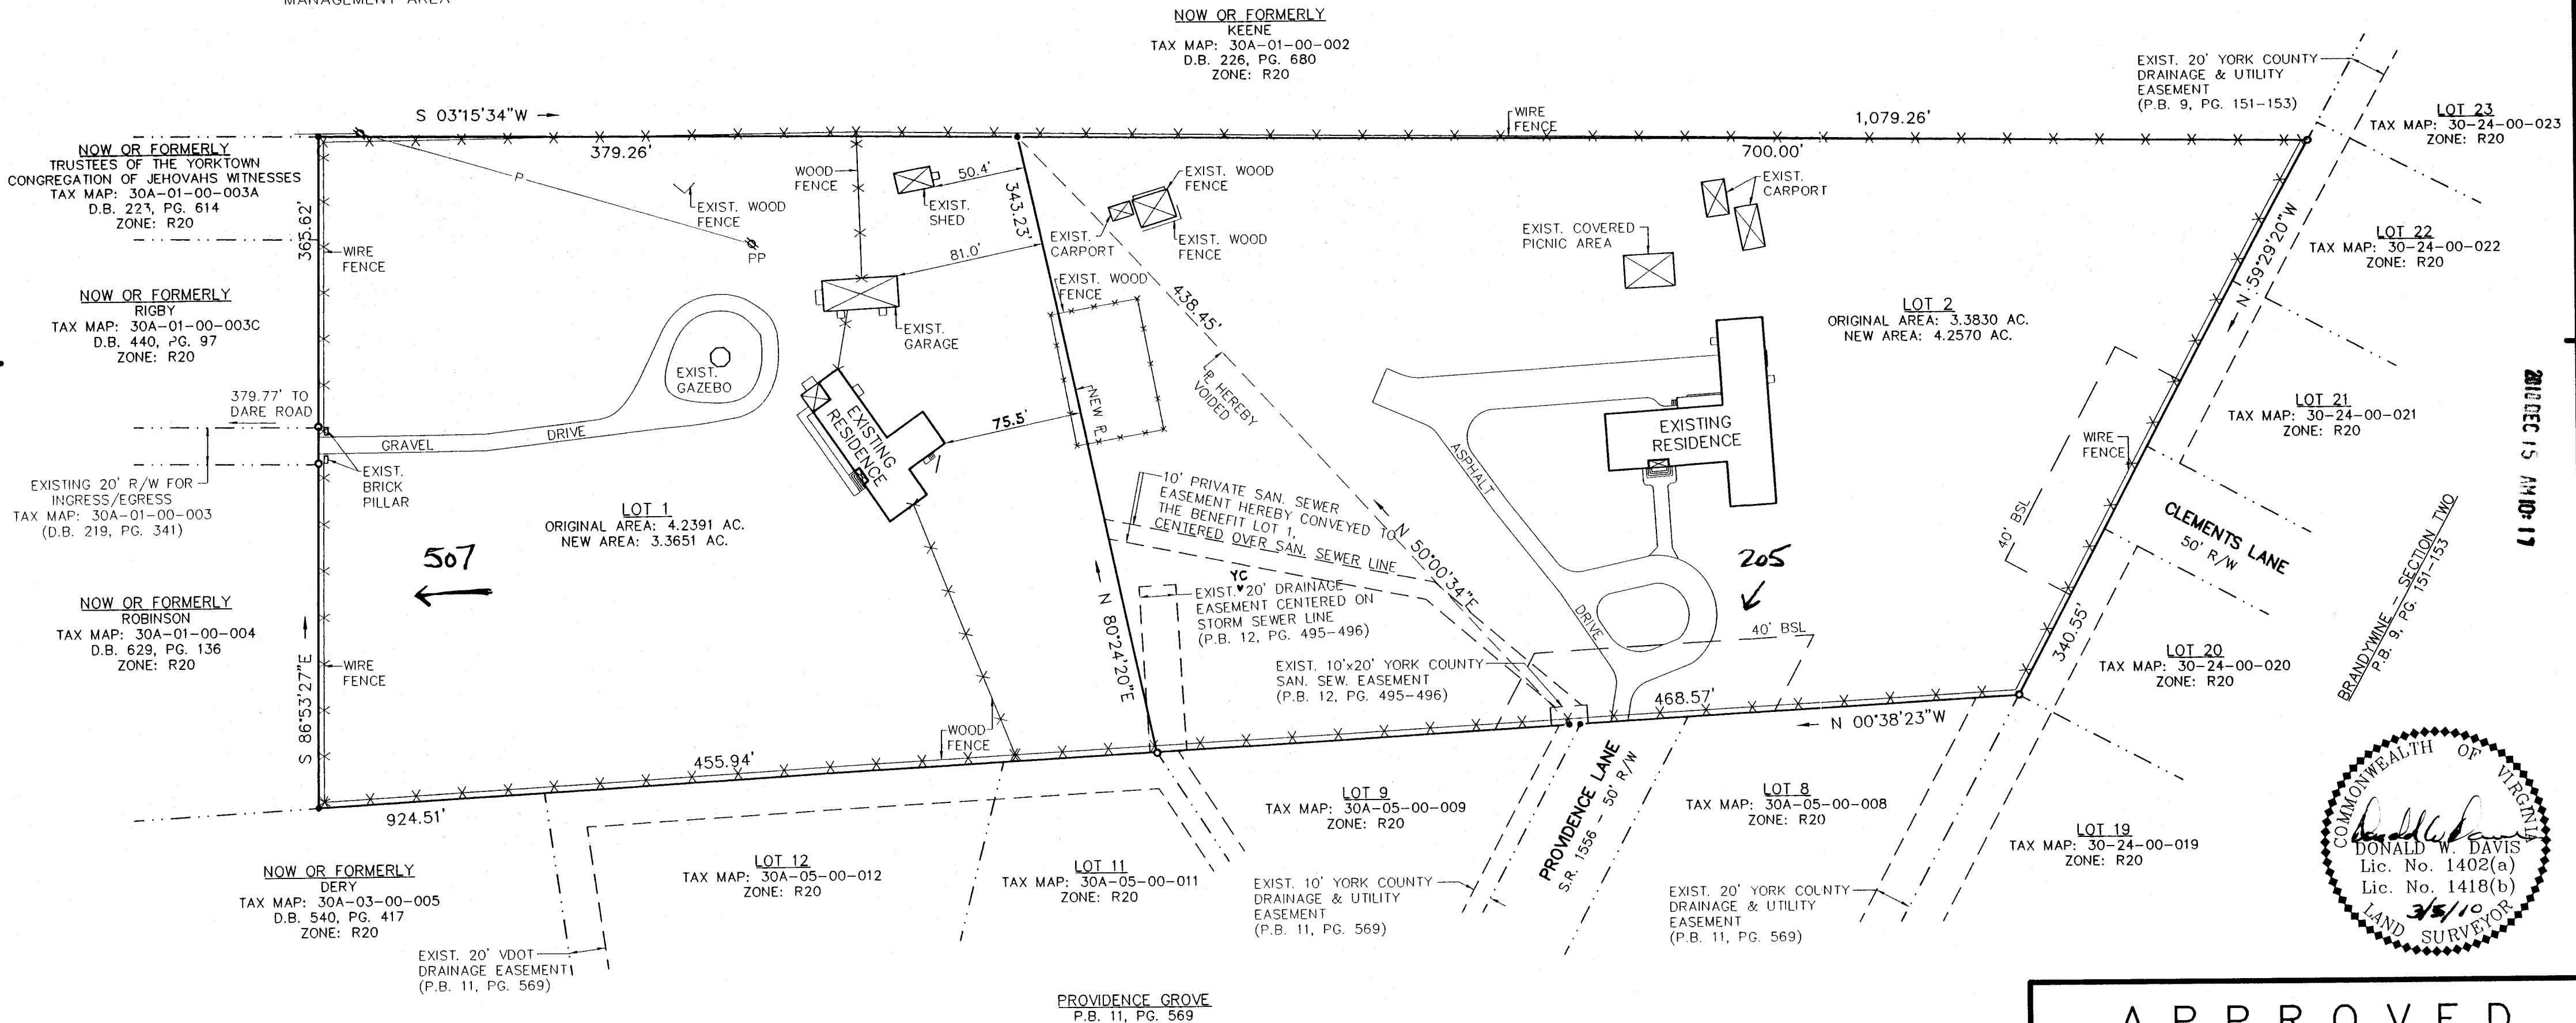 MANAGEMENT AREA
NOW OR FORMERLY
KEENE
TAX MAP: 30A-01-00-002
D.B. 226, PG. 680
ZONE: R20
EXIST. 20' YORK COUNTY
DRAINAGE & UTILITY
EASEMENT
(P.B. 9, PG. 151-153)
S 03°15'34"W
WIRE
FENCE
1,079.26'
LOT 23
TAX MAP: 30-24-00-023
ZONE: R20
379.26'
700.00'
NOW OR FORMERLY
TRUSTEES OF THE YORKTOWN
CONGREGATION OF JEHOVAHS WITNESSES
TAX MAP: 30A-01-00-003A
D.B. 223, PG. 614
ZONE: R20
365.62'
P
EXIST. WOOD
FENCE
PP
WOOD
FENCE
50.4'
EXIST.
SHED
343.23'
EXIST. WOOD
FENCE
EXIST.
CARPORT
EXIST. WOOD
FENCE
EXIST.
CARPORT
EXIST. COVERED
PICNIC AREA
N 59°29'20"W
LOT 22
TAX MAP: 30-24-00-022
ZONE: R20
WIRE
FENCE
81.0'
EXIST. WOOD
FENCE
438.45'
NOW OR FORMERLY
RIGBY
TAX MAP: 30A-01-00-003C
D.B. 440, PG. 97
ZONE: R20
LOT 2
ORIGINAL AREA: 3.3830 AC.
NEW AREA: 4.2570 AC.
EXIST.
GARAGE
EXIST.
GAZEBO
PL HEREBY
VOIDED
NEW PL
379.77' TO
DARE ROAD
EXISTING
RESIDENCE
75.5'
EXISTING
RESIDENCE
LOT 21
TAX MAP: 30-24-00-021
ZONE: R20
WIRE
FENCE
GRAVEL
DRIVE
ASPHALT
EXIST.
BRICK
PILLAR
EXISTING 20' R/W FOR
INGRESS/EGRESS
TAX MAP: 30A-01-00-003
(D.B. 219, PG. 341)
LOT 1
ORIGINAL AREA: 4.2391 AC.
NEW AREA: 3.3651 AC.
10' PRIVATE SAN. SEWER
EASEMENT HEREBY CONVEYED TO
THE BENEFIT LOT 1,
CENTERED OVER SAN. SEWER LINE
N 50°00'34"E
40' BSL
CLEMENTS LANE
50' R/W
BRANDYWINE - SECTION TWO
P.B. 9, PG. 151-153
2010 DEC 15 AM 10:11
507
205
YC
EXIST. 20' DRAINAGE
EASEMENT CENTERED ON
STORM SEWER LINE
(P.B. 12, PG. 495-496)
NOW OR FORMERLY
ROBINSON
TAX MAP: 30A-01-00-004
D.B. 629, PG. 136
ZONE: R20
WIRE
FENCE
S 86°53'27"E
N 80°24'20"E
DRIVE
40' BSL
340.55'
LOT 20
TAX MAP: 30-24-00-020
ZONE: R20
EXIST. 10'x20' YORK COUNTY
SAN. SEW. EASEMENT
(P.B. 12, PG. 495-496)
468.57'
N 00°38'23"W
WOOD
FENCE
455.94'
924.51'
PROVIDENCE LANE
S.R. 1556 - 50' R/W
LOT 9
TAX MAP: 30A-05-00-009
ZONE: R20
LOT 8
TAX MAP: 30A-05-00-008
ZONE: R20
LOT 19
TAX MAP: 30-24-00-019
ZONE: R20
NOW OR FORMERLY
DERY
TAX MAP: 30A-03-00-005
D.B. 540, PG. 417
ZONE: R20
LOT 12
TAX MAP: 30A-05-00-012
ZONE: R20
LOT 11
TAX MAP: 30A-05-00-011
ZONE: R20
EXIST. 10' YORK COUNTY
DRAINAGE & UTILITY
EASEMENT
(P.B. 11, PG. 569)
EXIST. 20' YORK COUNTY
DRAINAGE & UTILITY
EASEMENT
(P.B. 11, PG. 569)
EXIST. 20' VDOT
DRAINAGE EASEMENT
(P.B. 11, PG. 569)
COMMONWEALTH OF VIRGINIA
Donald W. Davis
DONALD W. DAVIS
Lic. No. 1402(a)
Lic. No. 1418(b)
3/5/10
LAND SURVEYOR
PROVIDENCE GROVE
P.B. 11, PG. 569
APPROVED